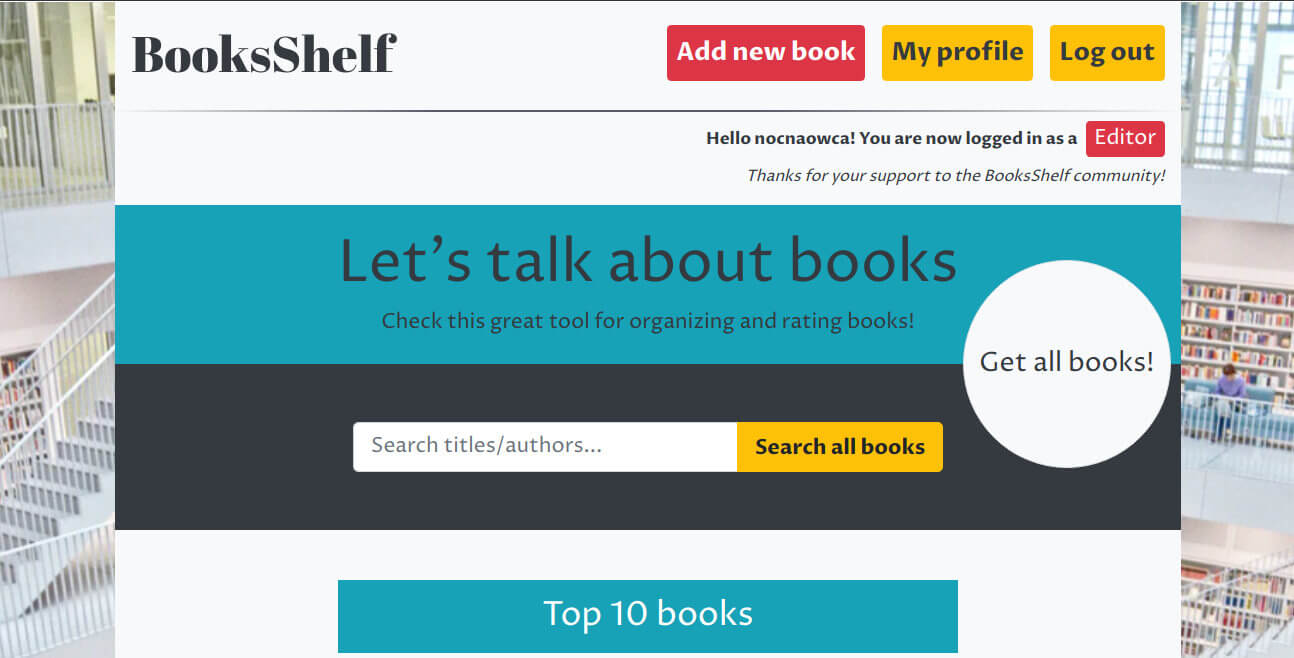 BooksShelf
Add new book
My profile
Log out
Hello nocnaowca! You are now logged in as a Editor
Thanks for your support to the BooksShelf community!
Let's talk about books
Check this great tool for organizing and rating books!
Get all books!
Search titles/authors...
Search all books
Top 10 books